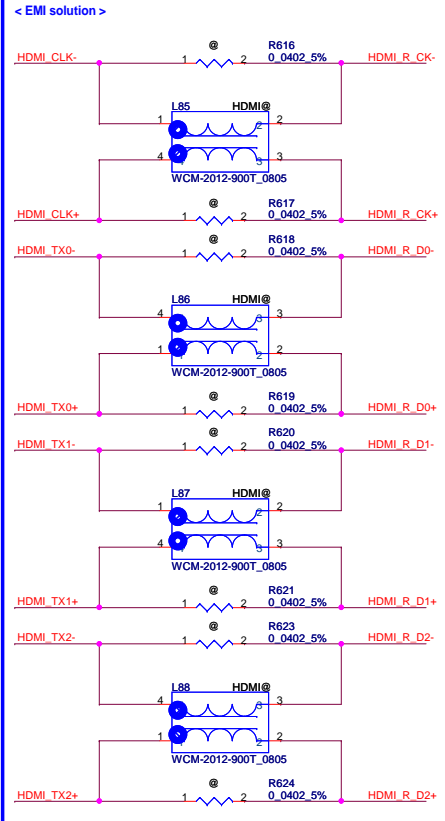 < EMI solution >
@ R616
HDMI_CLK- 1 2 0_0402_5% HDMI_R_CK-
L85 HDMI@
1 2 2
4 3 3
WCM-2012-900T_0805
HDMI_CLK+ @ R617 HDMI_R_CK+
1 2 0_0402_5%
@ R618
HDMI_TX0- 1 2 0_0402_5% HDMI_R_D0-
L86 HDMI@
4 3 3
1 2 2
WCM-2012-900T_0805
@ R619
HDMI_TX0+ 1 2 0_0402_5% HDMI_R_D0+
@ R620
HDMI_TX1- 1 2 0_0402_5% HDMI_R_D1-
L87 HDMI@
1 2 2
4 3 3
WCM-2012-900T_0805
@ R621
HDMI_TX1+ 1 2 0_0402_5% HDMI_R_D1+
@ R623
HDMI_TX2- 1 2 0_0402_5% HDMI_R_D2-
L88 HDMI@
4 3 3
1 2 2
WCM-2012-900T_0805
@ R624
HDMI_TX2+ 1 2 0_0402_5% HDMI_R_D2+